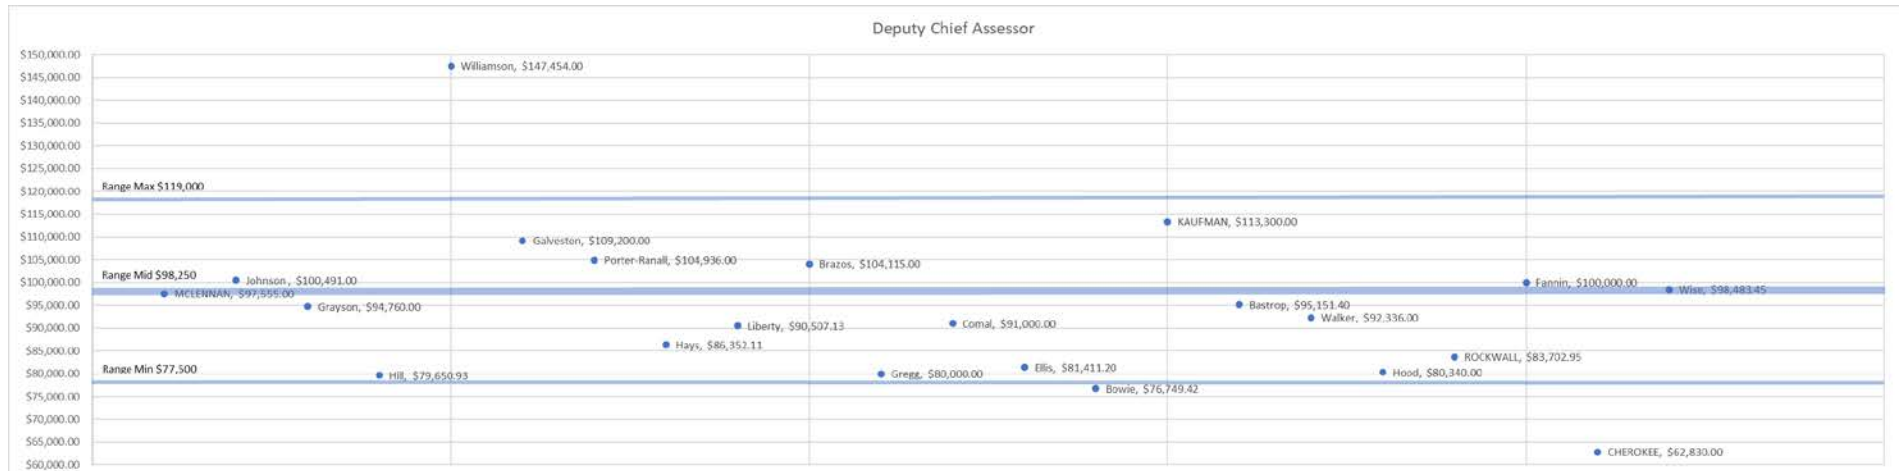 Deputy Chief Assessor
$150,000.00
Williamson, $147,454.00
$145,000.00
$140,000.00
$135,000.00
$130,000.00
$125,000.00
$120,000.00
Range Max $119,000
$115,000.00
KAUFMAN, $113,300.00
$110,000.00
Galveston, $109,200.00
$105,000.00
Porter-Ranall, $104,936.00
Brazos, $104,115.00
Range Mid $98,250
$100,000.00
Johnson , $100,491.00
Fannin, $100,000.00
MCLENNAN, $97,555.00
Wise, $98,483.45
$95,000.00
Grayson, $94,760.00
Bastrop, $95,151.40
Walker, $92,336.00
$90,000.00
Liberty, $90,507.13
Comal, $91,000.00
$85,000.00
Hays, $86,352.11
ROCKWALL, $83,702.95
Range Min $77,500
$80,000.00
Hill, $79,650.93
Gregg, $80,000.00
Ellis, $81,411.20
Hood, $80,340.00
$75,000.00
Bowie, $76,749.42
$70,000.00
$65,000.00
CHEROKEE, $62,830.00
$60,000.00